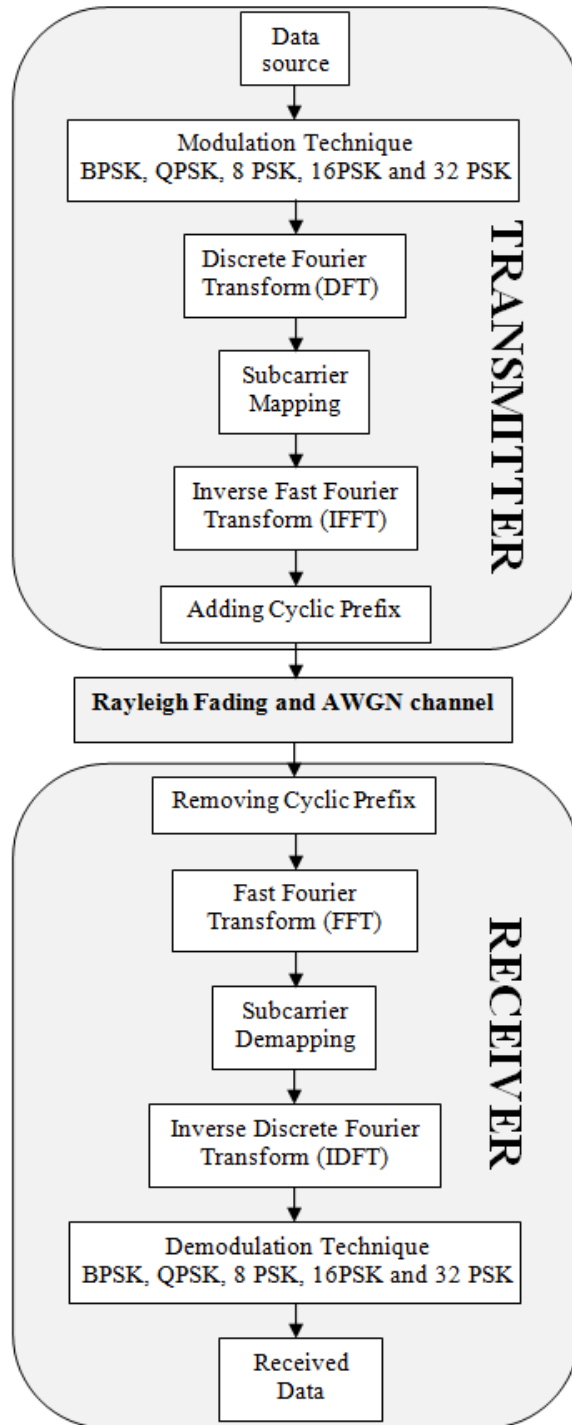 Data
source
Modulation Technique
BPSK, QPSK, 8 PSK, 16PSK and 32 PSK
Discrete Fourier
Transform (DFT)
Subcarrier
Mapping
Inverse Fast Fourier
Transform (IFFT)
Adding Cyclic Prefix
TRANSMITTER
Rayleigh Fading and AWGN channel
Removing Cyclic Prefix
Fast Fourier
Transform (FFT)
Subcarrier
Demapping
Inverse Discrete Fourier
Transform (IDFT)
Demodulation Technique
BPSK, QPSK, 8 PSK, 16PSK and 32 PSK
Received
Data
RECEIVER